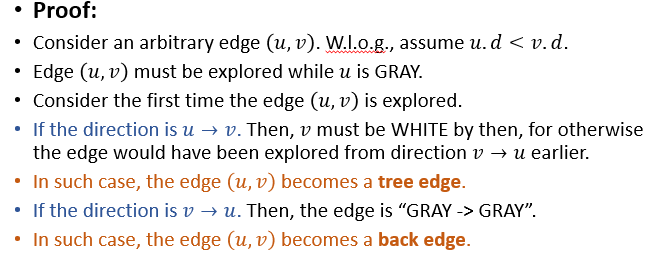 • Proof:
• Consider an arbitrary edge (𝑢, 𝑣). W.l.o.g., assume 𝑢. 𝑑 < 𝑣. 𝑑.
• Edge (𝑢, 𝑣) must be explored while 𝑢 is GRAY.
• Consider the first time the edge (𝑢, 𝑣) is explored.
• If the direction is 𝑢 → 𝑣. Then, 𝑣 must be WHITE by then, for otherwise
the edge would have been explored from direction 𝑣 → 𝑢 earlier.
• In such case, the edge (𝑢, 𝑣) becomes a tree edge.
• If the direction is 𝑣 → 𝑢. Then, the edge is “GRAY -> GRAY”.
• In such case, the edge (𝑢, 𝑣) becomes a back edge.